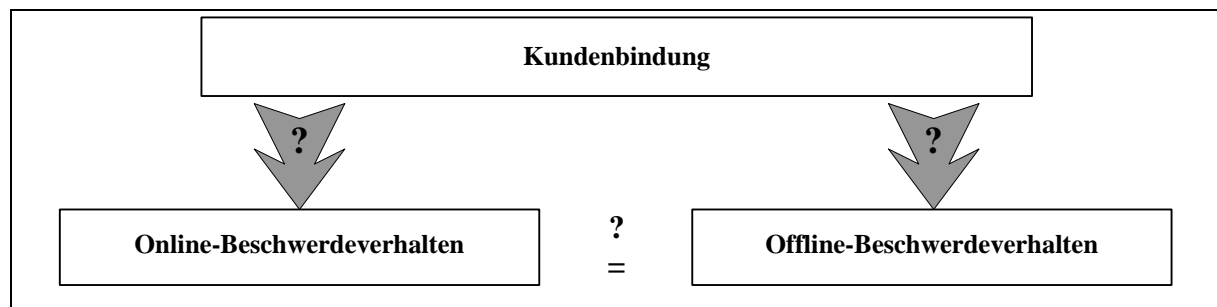 Kundenbindung
?
?
Online-Beschwerdeverhalten
?
=
Offline-Beschwerdeverhalten